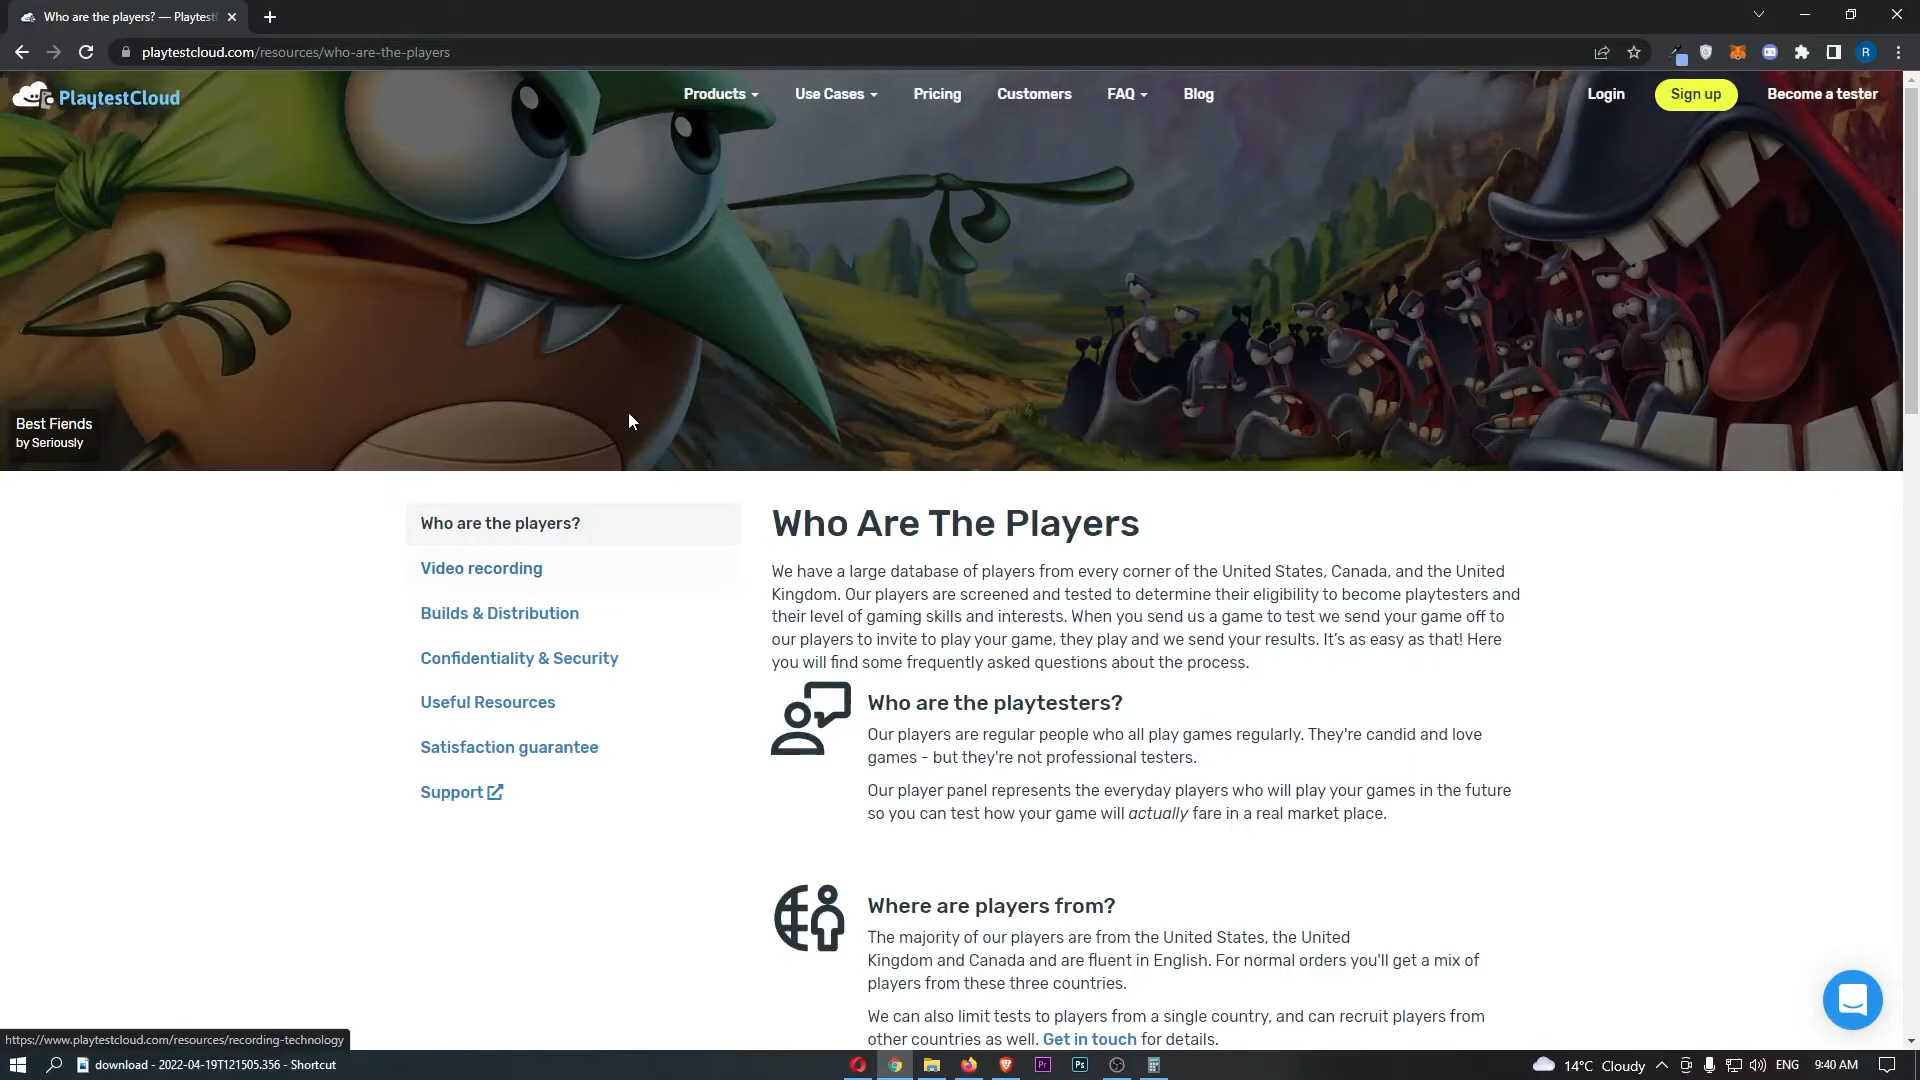 Who are the players? — Playtest
playtestcloud.com/resources/who-are-the-players
R
PlaytestCloud
Products
Use Cases
Pricing
Customers
FAQ
Blog
Login
Sign up
Become a tester
Best Fiends
by Seriously
Who are the players?
Video recording
Builds & Distribution
Confidentiality & Security
Useful Resources
Satisfaction guarantee
Support
Who Are The Players
We have a large database of players from every corner of the United States, Canada, and the United
Kingdom. Our players are screened and tested to determine their eligibility to become playtesters and
their level of gaming skills and interests. When you send us a game to test we send your game off to
our players to invite to play your game, they play and we send your results. It's as easy as that! Here
you will find some frequently asked questions about the process.
Who are the playtesters?
Our players are regular people who all play games regularly. They're candid and love
games - but they're not professional testers.
Our player panel represents the everyday players who will play your games in the future
so you can test how your game will actually fare in a real market place.
Where are players from?
The majority of our players are from the United States, the United
Kingdom and Canada and are fluent in English. For normal orders you'll get a mix of
players from these three countries.
We can also limit tests to players from a single country, and can recruit players from
other countries as well. Get in touch for details.
https://www.playtestcloud.com/resources/recording-technology
download - 2022-04-19T121505.356 - Shortcut
Pr
Ps
14°C Cloudy
ENG
9:40 AM